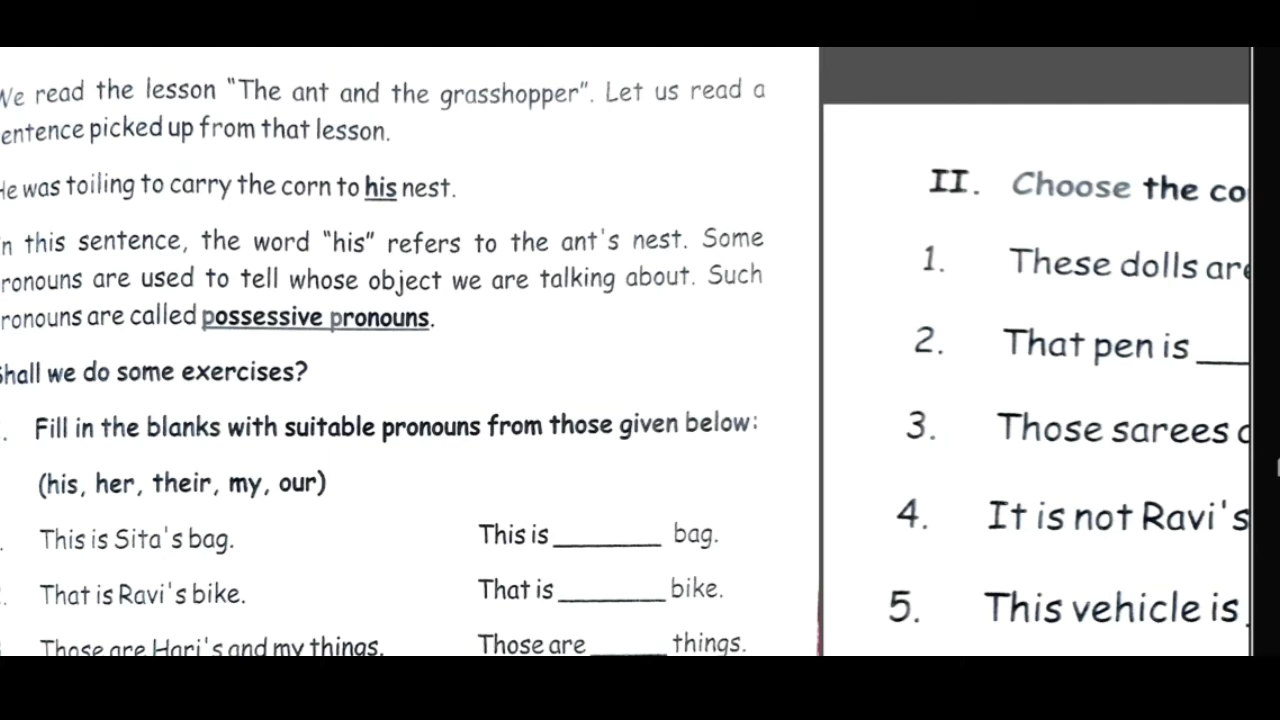 We read the lesson "The ant and the grasshopper". Let us read a
entence picked up from that lesson.
He was toiling to carry the corn to his nest.
n this sentence, the word "his" refers to the ant's nest. Some
ronouns are used to tell whose object we are talking about. Such
ronouns are called possessive pronouns.
Shall we do some exercises?
. Fill in the blanks with suitable pronouns from those given below:
(his, her, their, my, our)
. This is Sita's bag. This is ________ bag.
. That is Ravi's bike. That is ________ bike.
Those are Hari's and my things. Those are ______ things.
II. Choose the co
1. These dolls are
2. That pen is ___
3. Those sarees
4. It is not Ravi's
5. This vehicle is